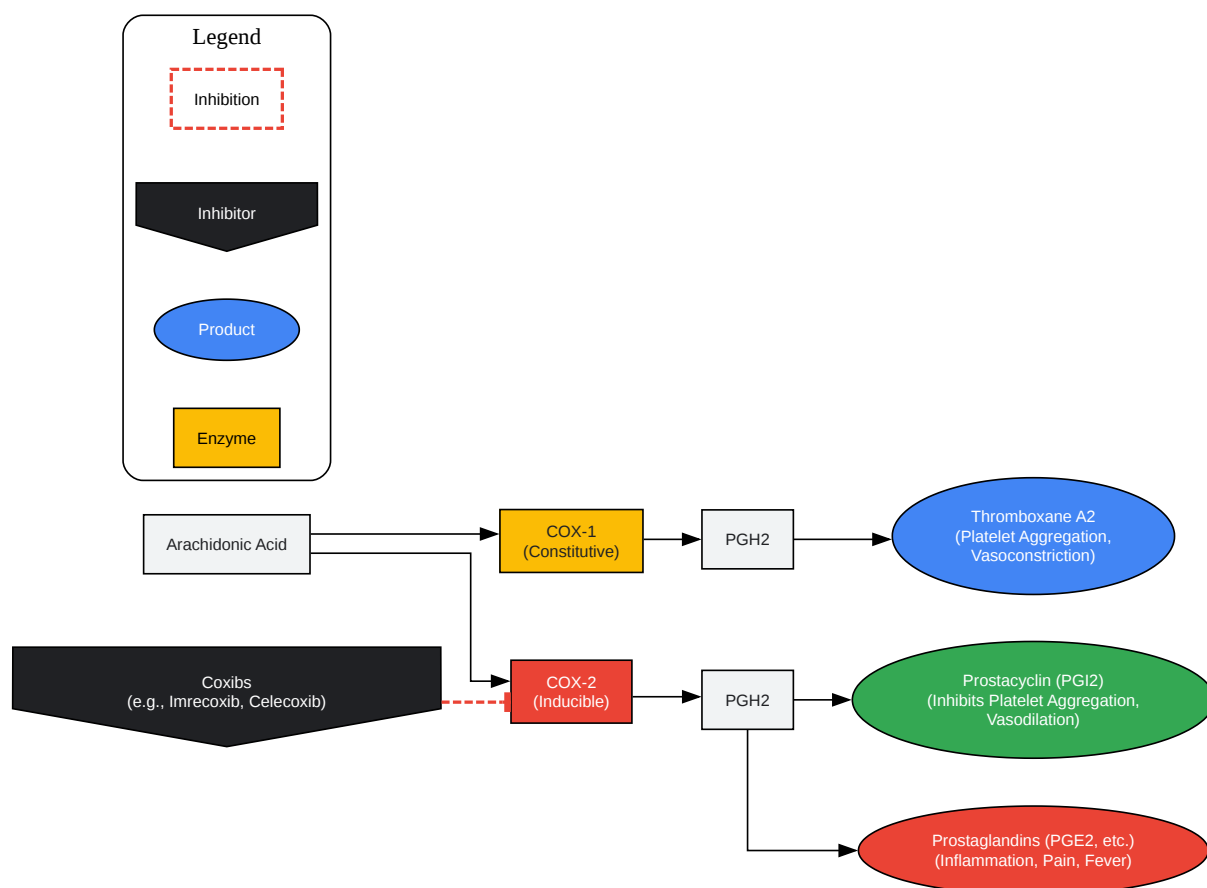 Legend
Inhibition
Inhibitor
Product
Enzyme
Arachidonic Acid
COX-1
(Constitutive)
PGH2
Thromboxane A2
(Platelet Aggregation,
Vasoconstriction)
Coxibs
(e.g., Imrecoxib, Celecoxib)
COX-2
(Inducible)
PGH2
Prostacyclin (PGI2)
(Inhibits Platelet Aggregation,
Vasodilation)
Prostaglandins (PGE2, etc.)
(Inflammation, Pain, Fever)